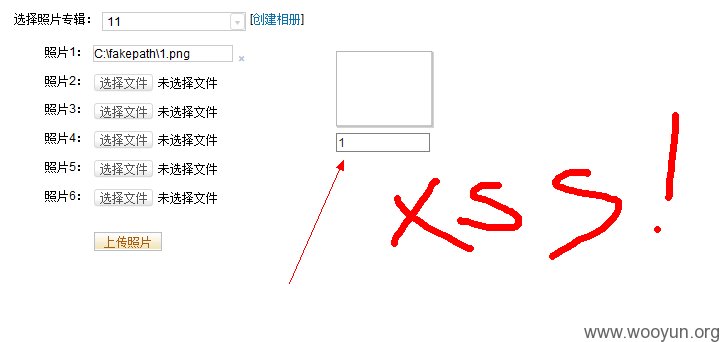 选择照片专辑： 11 [创建相册]
照片1： C:\fakepath\1.png ×
照片2： 选择文件 未选择文件
照片3： 选择文件 未选择文件
照片4： 选择文件 未选择文件 1
照片5： 选择文件 未选择文件
照片6： 选择文件 未选择文件
xss!
上传照片
www.wooyun.org